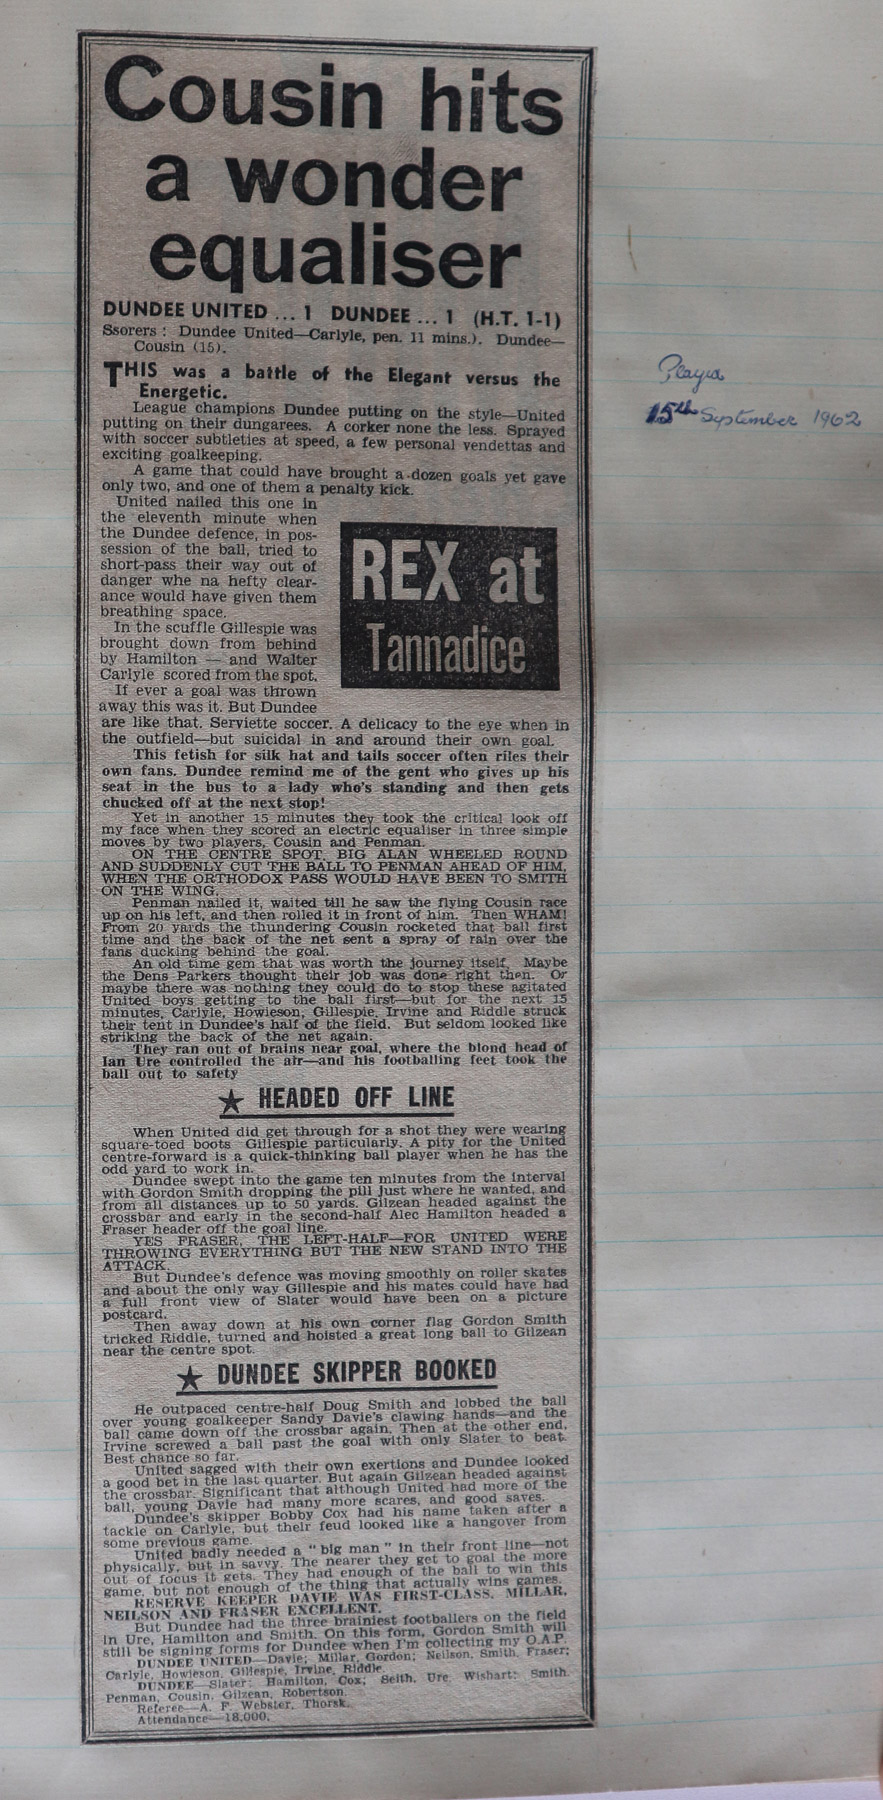 Cousin hits
a wonder
equaliser
DUNDEE UNITED ... 1 DUNDEE ... 1 (H.T. 1-1)
Ssorers : Dundee United—Carlyle, pen. 11 mins.). Dundee—
Cousin (15).
THIS was a battle of the Elegant versus the
Energetic.
League champions Dundee putting on the style—United
putting on their dungarees. A corker none the less. Sprayed
with soccer subtleties at speed, a few personal vendettas and
exciting goalkeeping.
A game that could have brought a dozen goals yet gave
only two, and one of them a penalty kick.
United nailed this one in
the eleventh minute when
the Dundee defence, in pos-
session of the ball, tried to
short-pass their way out of
danger whe na hefty clear-
ance would have given them
breathing space.
In the scuffle Gillespie was
brought down from behind
by Hamilton — and Walter
Carlyle scored from the spot.
If ever a goal was thrown
away this was it. But Dundee
REX at
Tannadice
are like that. Serviette soccer. A delicacy to the eye when in
the outfield—but suicidal in and around their own goal.
This fetish for silk hat and tails soccer often riles their
own fans. Dundee remind me of the gent who gives up his
seat in the bus to a lady who's standing and then gets
chucked off at the next stop!
Yet in another 15 minutes they took the critical look off
my face when they scored an electric equaliser in three simple
moves by two players, Cousin and Penman.
ON THE CENTRE SPOT, BIG ALAN WHEELED ROUND
AND SUDDENLY CUT THE BALL TO PENMAN AHEAD OF HIM,
WHEN THE ORTHODOX PASS WOULD HAVE BEEN TO SMITH
ON THE WING.
Penman nailed it, waited till he saw the flying Cousin race
up on his left, and then rolled it in front of him. Then WHAM!
From 20 yards the thundering Cousin rocketed that ball first
time and the back of the net sent a spray of rain over the
fans ducking behind the goal.
An old time gem that was worth the journey itself. Maybe
the Dens Parkers thought their job was done right then. Or
maybe there was nothing they could do to stop these agitated
United boys getting to the ball first—but for the next 15
minutes, Carlyle, Howieson, Gillespie, Irvine and Riddle struck
their tent in Dundee's half of the field. But seldom looked like
striking the back of the net again.
They ran out of brains near goal, where the blond head of
Ian Ure controlled the air—and his footballing feet took the
ball out to safety
★ HEADED OFF LINE
When United did get through for a shot they were wearing
square-toed boots Gillespie particularly. A pity for the United
centre-forward is a quick-thinking ball player when he has the
odd yard to work in.
Dundee swept into the game ten minutes from the interval
with Gordon Smith dropping the pill just where he wanted, and
from all distances up to 50 yards. Gilzean headed against the
crossbar and early in the second-half Alec Hamilton headed a
Fraser header off the goal line.
YES FRASER, THE LEFT-HALF—FOR UNITED WERE
THROWING EVERYTHING BUT THE NEW STAND INTO THE
ATTACK.
But Dundee's defence was moving smoothly on roller skates
and about the only way Gillespie and his mates could have had
a full front view of Slater would have been on a picture
postcard.
Then away down at his own corner flag Gordon Smith
tricked Riddle, turned and hoisted a great long ball to Gilzean
near the centre spot.
★ DUNDEE SKIPPER BOOKED
He outpaced centre-half Doug Smith and lobbed the ball
over young goalkeeper Sandy Davie's clawing hands—and the
ball came down off the crossbar again. Then at the other end,
Irvine screwed a ball past the goal with only Slater to beat.
Best chance so far.
United sagged with their own exertions and Dundee looked
a good bet in the last quarter. But again Gilzean headed against
the crossbar. Significant that although United had more of the
ball, young Davie had many more scares, and good saves.
Dundee's skipper Bobby Cox had his name taken after a
tackle on Carlyle, but their feud looked like a hangover from
some previous game.
United badly needed a " big man " in their front line—not
physically, but in savvy. The nearer they get to goal the more
out of focus it gets. They had enough of the ball to win this
game, but not enough of the thing that actually wins games.
RESERVE KEEPER DAVIE WAS FIRST-CLASS. MILLAR,
NEILSON AND FRASER EXCELLENT.
But Dundee had the three brainiest footballers on the field
in Ure, Hamilton and Smith. On this form, Gordon Smith will
still be signing forms for Dundee when I'm collecting my O.A.P.
DUNDEE UNITED—Davie; Millar, Gordon; Neilson, Smith, Fraser;
Carlyle, Howieson, Gillespie, Irvine, Riddle.
DUNDEE—Slater; Hamilton, Cox; Seith, Ure, Wishart; Smith,
Penman, Cousin, Gilzean, Robertson.
Referee—A. F. Webster, Thorsk.
Attendance—18,000.
Played
15th September 1962